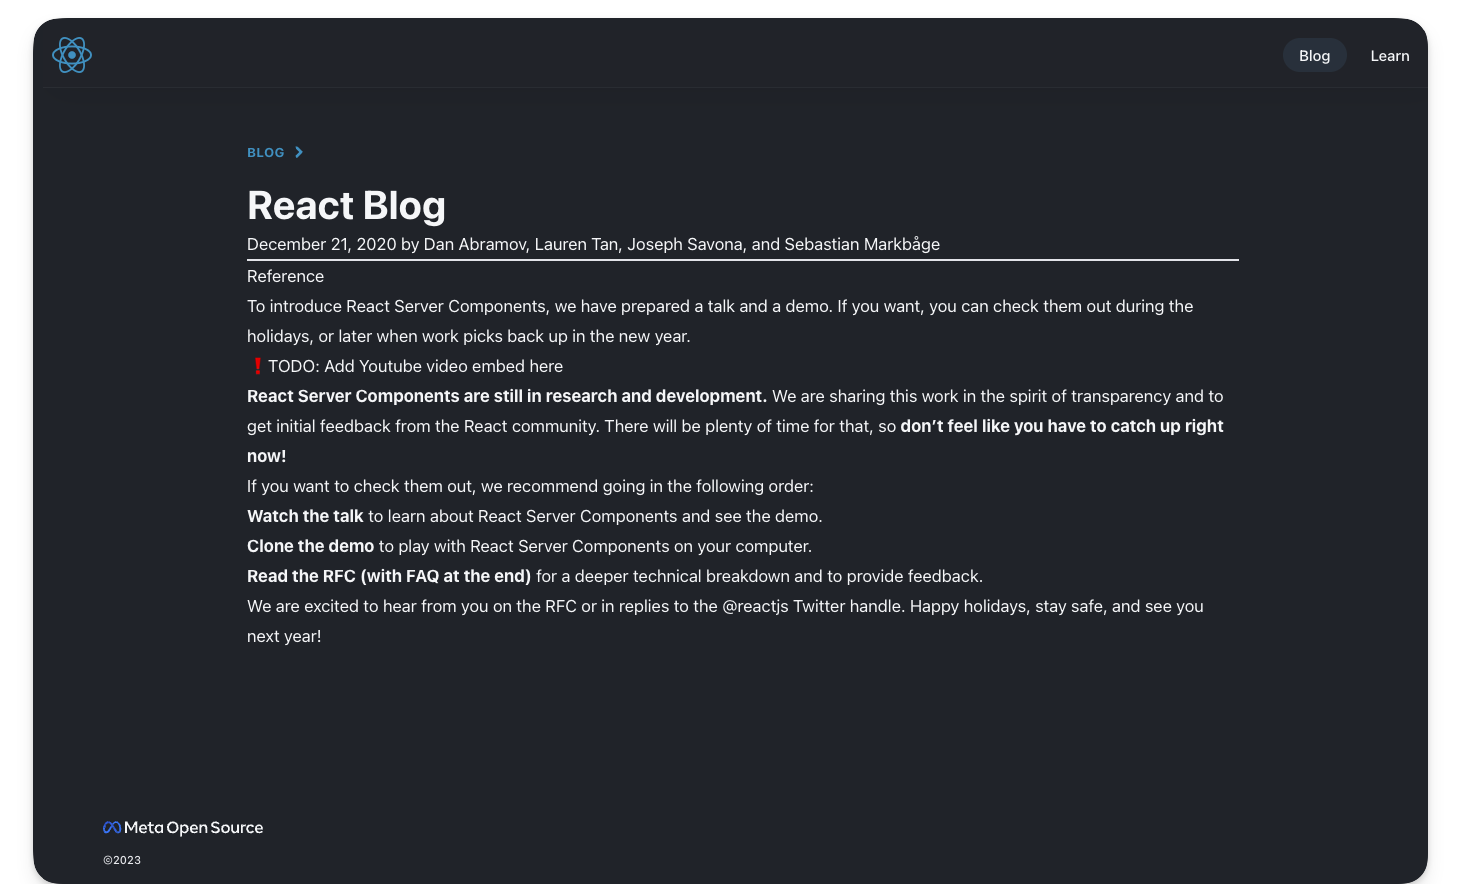 Blog
Learn
BLOG
React Blog
December 21, 2020 by Dan Abramov, Lauren Tan, Joseph Savona, and Sebastian Markbåge
Reference
To introduce React Server Components, we have prepared a talk and a demo. If you want, you can check them out during the
holidays, or later when work picks back up in the new year.
❗TODO: Add Youtube video embed here
React Server Components are still in research and development. We are sharing this work in the spirit of transparency and to
get initial feedback from the React community. There will be plenty of time for that, so don’t feel like you have to catch up right
now!
If you want to check them out, we recommend going in the following order:
Watch the talk to learn about React Server Components and see the demo.
Clone the demo to play with React Server Components on your computer.
Read the RFC (with FAQ at the end) for a deeper technical breakdown and to provide feedback.
We are excited to hear from you on the RFC or in replies to the @reactjs Twitter handle. Happy holidays, stay safe, and see you
next year!
Meta Open Source
©2023